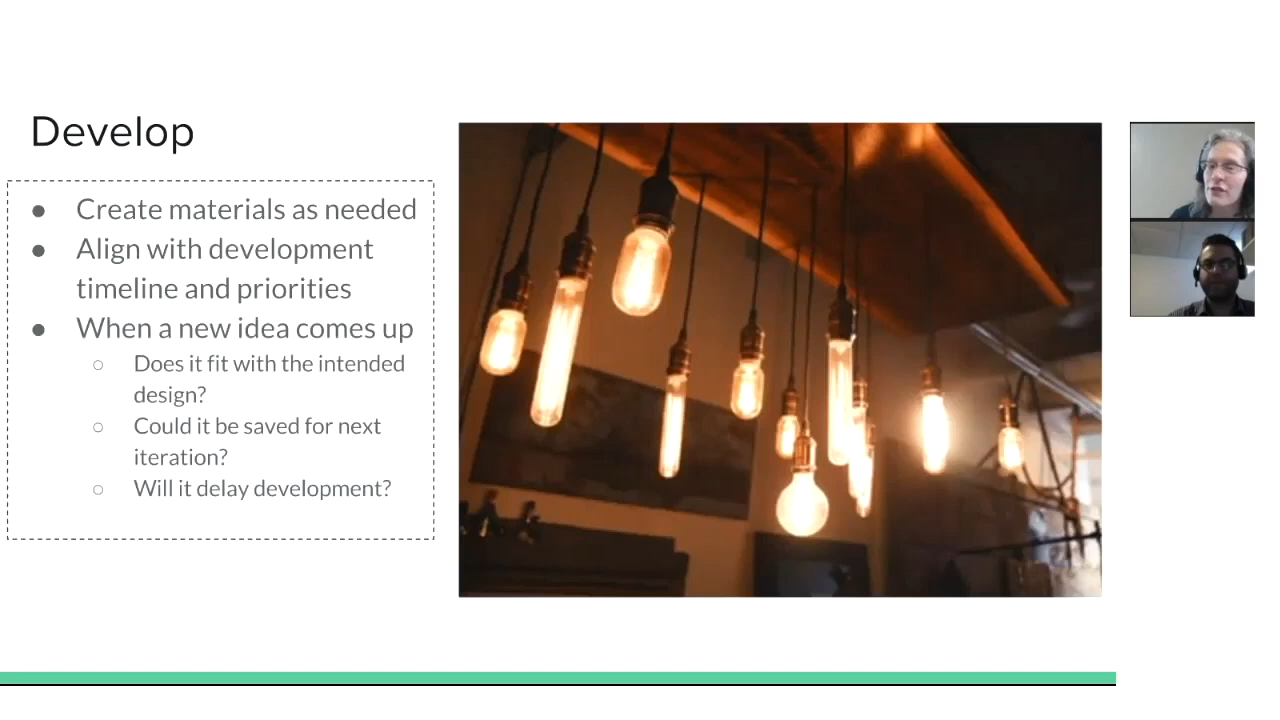 Develop
● Create materials as needed
● Align with development
timeline and priorities
● When a new idea comes up
○ Does it fit with the intended
design?
○ Could it be saved for next
iteration?
○ Will it delay development?